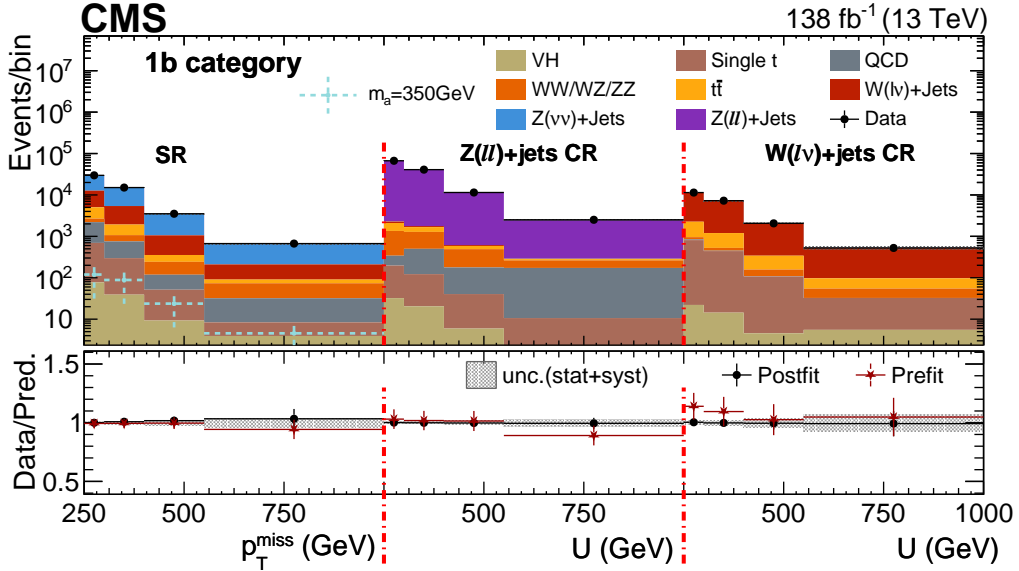 CMS
138 fb⁻¹ (13 TeV)
Events/bin
10⁷
10⁶
10⁵
10⁴
10³
10²
10
1b category
mₐ=350GeV
VH
Single t
QCD
WW/WZ/ZZ
tt̄
W(lν)+Jets
Z(νν)+Jets
Z(ll)+Jets
Data
SR
Z(ll)+jets CR
W(lν)+jets CR
Data/Pred.
1.5
1
0.5
unc.(stat+syst)
Postfit
Prefit
250 500 750 500 750 500 750 1000
p_T^miss (GeV)
U (GeV)
U (GeV)